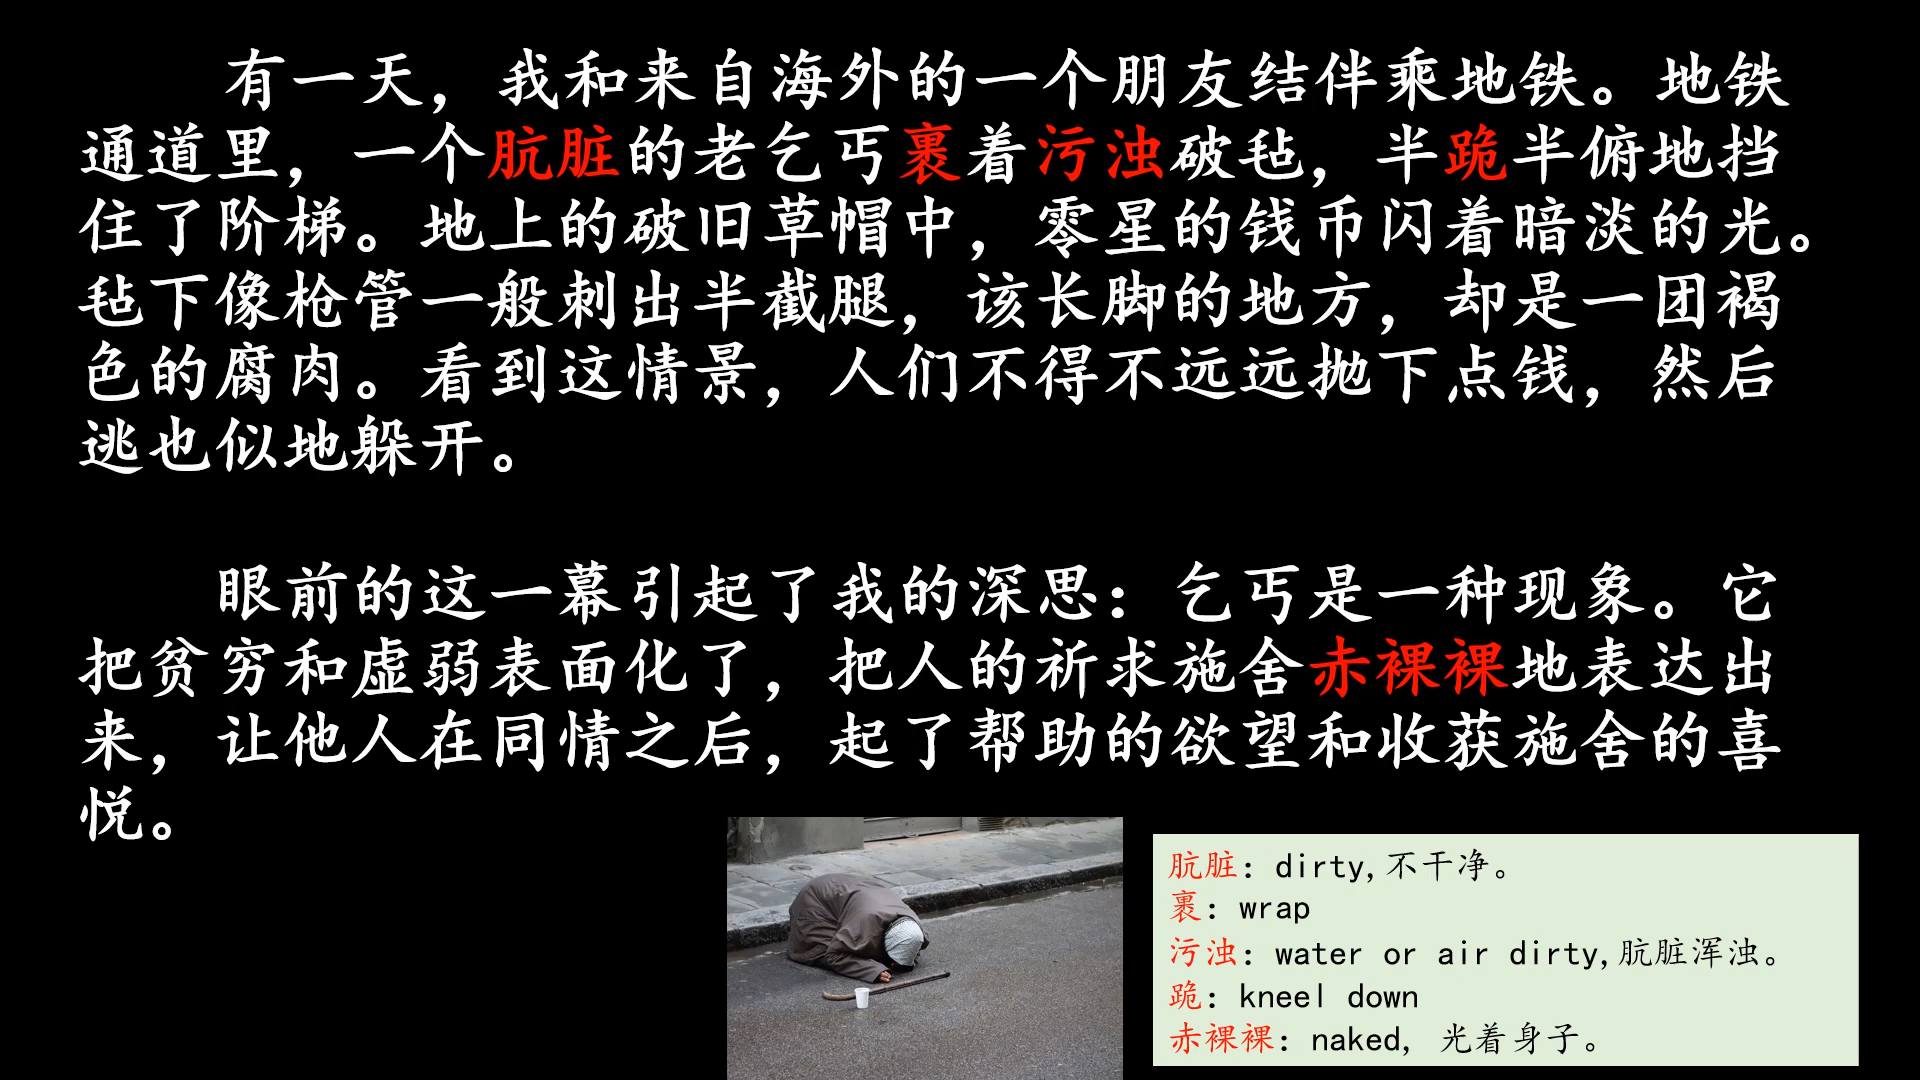 有一天，我和来自海外的一个朋友结伴乘地铁。地铁
通道里，一个肮脏的老乞丐裹着污浊破毡，半跪半俯地挡
住了阶梯。地上的破旧草帽中，零星的钱币闪着暗淡的光。
毡下像枪管一般刺出半截腿，该长脚的地方，却是一团褐
色的腐肉。看到这情景，人们不得不远远抛下点钱，然后
逃也似地躲开。
眼前的这一幕引起了我的深思：乞丐是一种现象。它
把贫穷和虚弱表面化了，把人的祈求施舍赤裸裸地表达出
来，让他人在同情之后，起了帮助的欲望和收获施舍的喜
悦。
肮脏：dirty,不干净。
裹：wrap
污浊：water or air dirty,肮脏浑浊。
跪：kneel down
赤裸裸：naked, 光着身子。